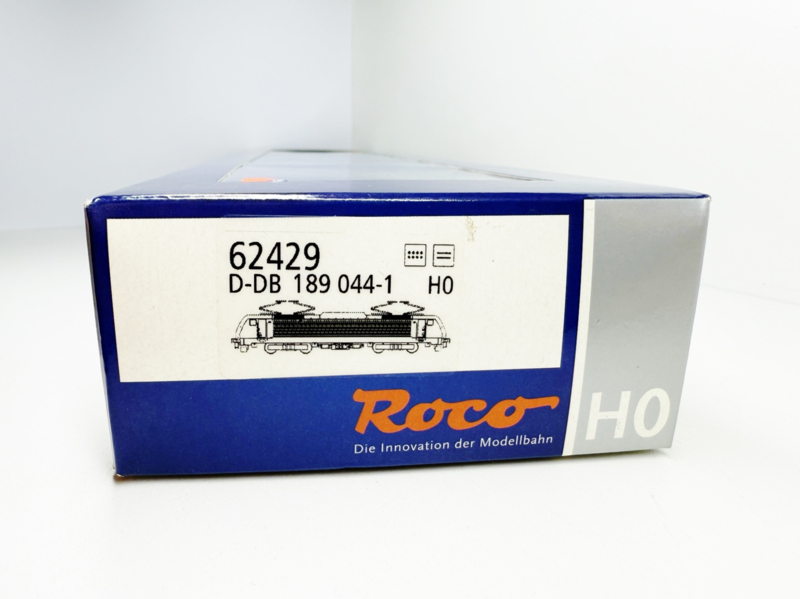 62429
D-DB 189 044-1 H0
Roco
Die Innovation der Modellbahn
H0